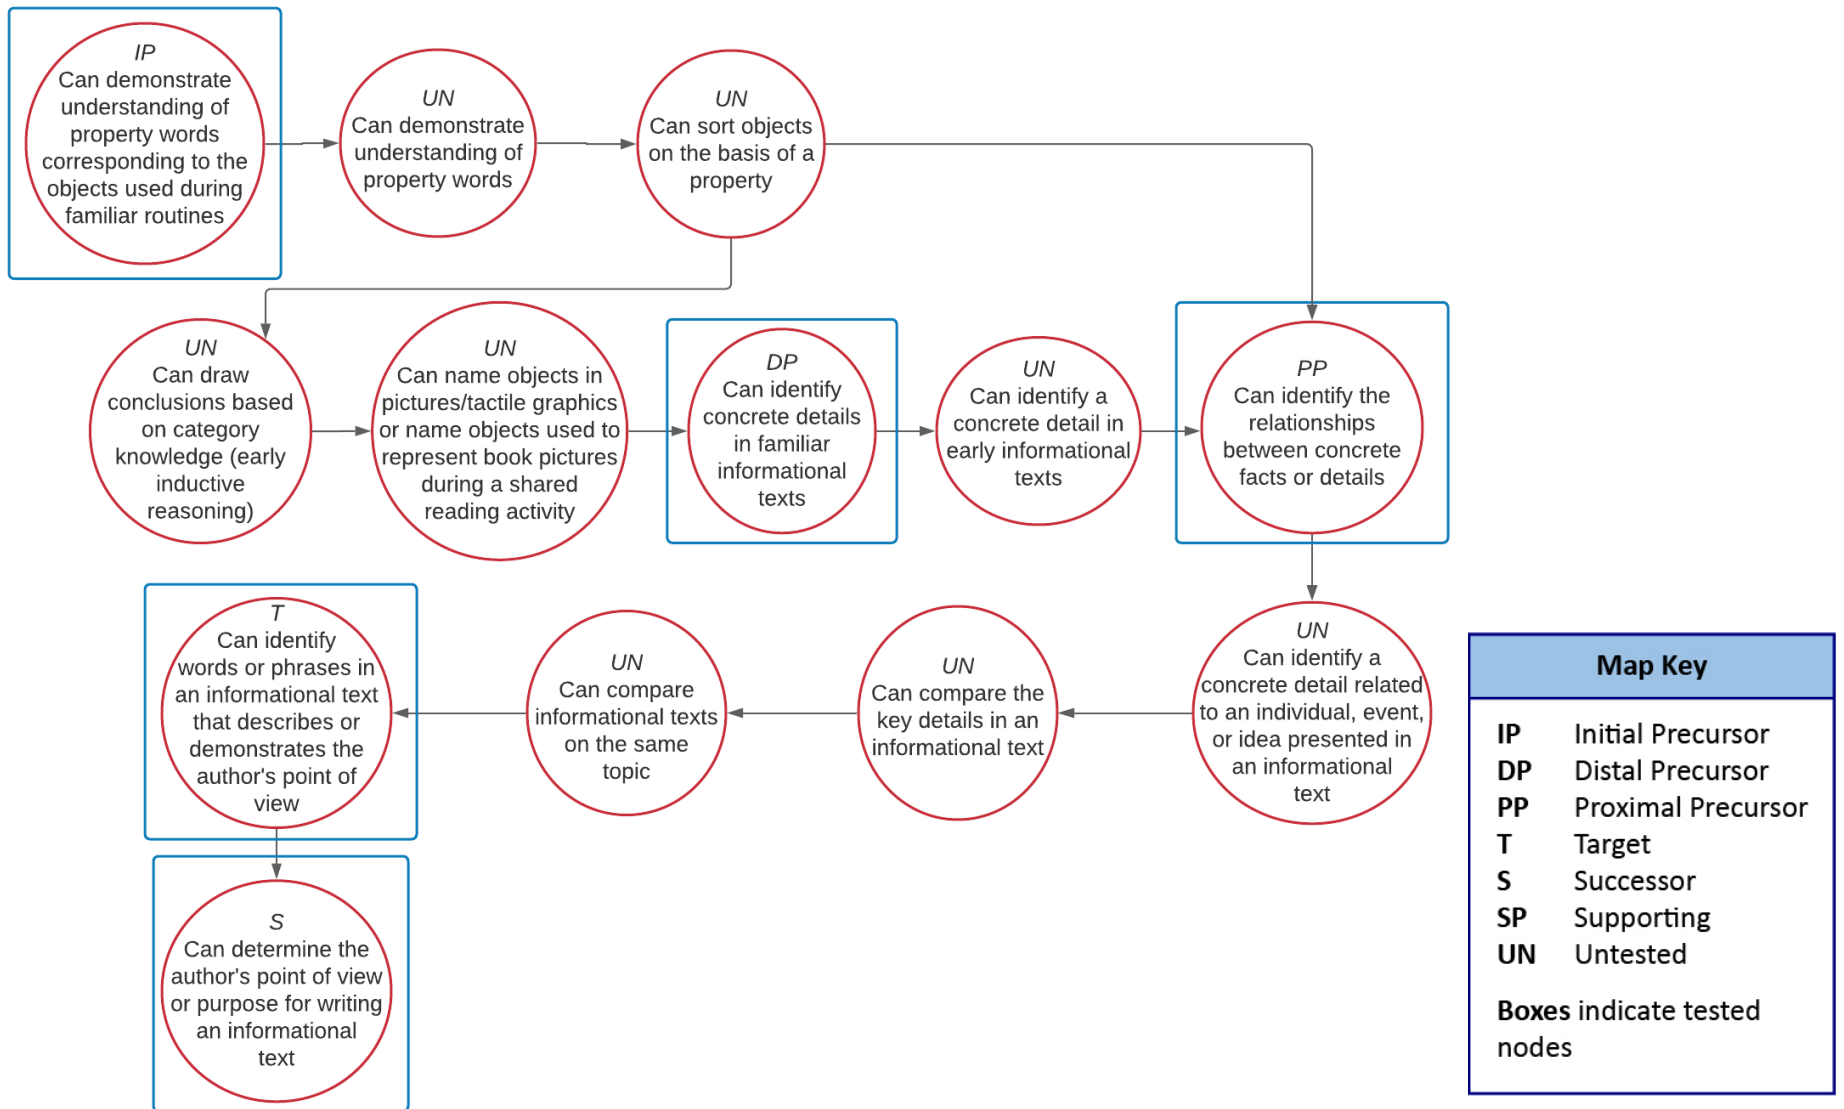 IP
Can demonstrate
understanding of
property words
corresponding to the
objects used during
familiar routines
UN
Can demonstrate
understanding of
property words
UN
Can sort objects
on the basis of a
property
UN
Can draw
conclusions based
on category
knowledge (early
inductive
reasoning)
UN
Can name objects in
pictures/tactile graphics
or name objects used to
represent book pictures
during a shared
reading activity
DP
Can identify
concrete details
in familiar
informational
texts
UN
Can identify a
concrete detail in
early informational
texts
PP
Can identify the
relationships
between concrete
facts or details
T
Can identify
words or phrases in
an informational text
that describes or
demonstrates the
author's point of
view
UN
Can compare
informational texts
on the same
topic
UN
Can compare the
key details in an
informational text
UN
Can identify a
concrete detail related
to an individual, event,
or idea presented in
an informational
text
S
Can determine the
author's point of view
or purpose for writing
an informational
text
Map Key
IP Initial Precursor
DP Distal Precursor
PP Proximal Precursor
T Target
S Successor
SP Supporting
UN Untested
Boxes indicate tested
nodes